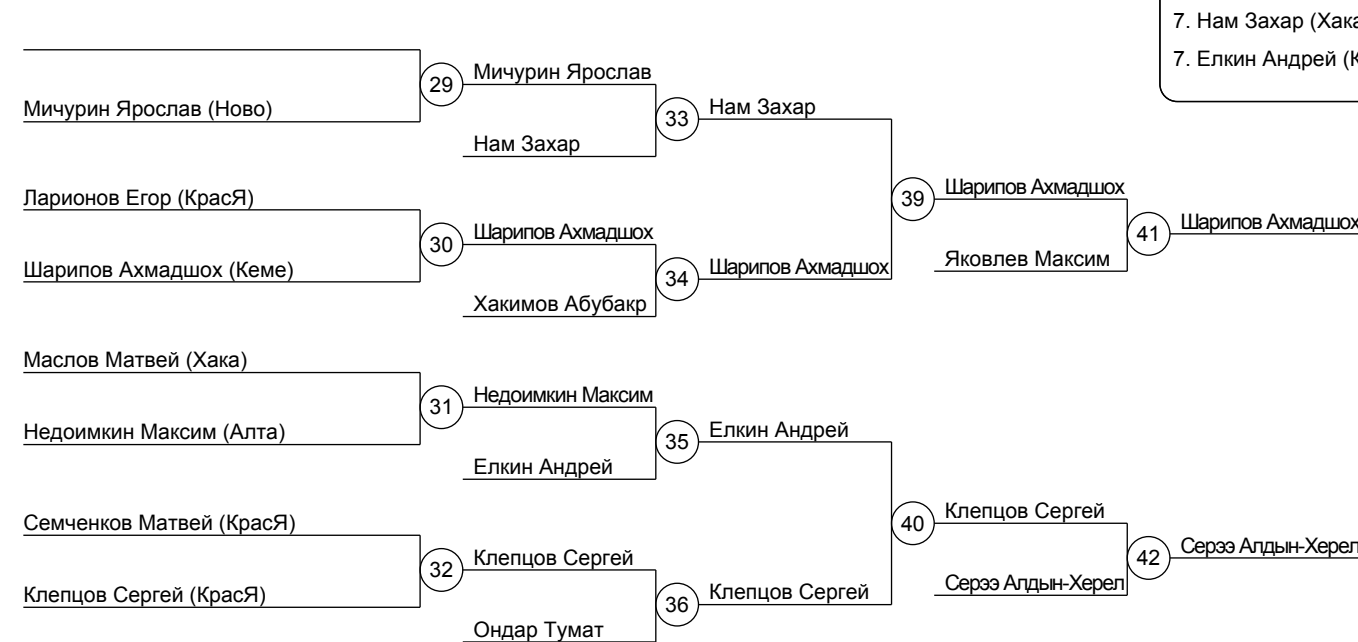 7. Нам Захар (Хака
7. Елкин Андрей (К
29 Мичурин Ярослав
Мичурин Ярослав (Ново)
33 Нам Захар
Нам Захар
Ларионов Егор (КрасЯ)
39 Шарипов Ахмадшох
30 Шарипов Ахмадшох
41 Шарипов Ахмадшох
Шарипов Ахмадшох (Кеме)
34 Шарипов Ахмадшох
Яковлев Максим
Хакимов Абубакр
Маслов Матвей (Хака)
31 Недоимкин Максим
Недоимкин Максим (Алта)
35 Елкин Андрей
Елкин Андрей
Семченков Матвей (КрасЯ)
40 Клепцов Сергей
32 Клепцов Сергей
42 Серээ Алдын-Херел
Клепцов Сергей (КрасЯ)
36 Клепцов Сергей
Серээ Алдын-Херел
Ондар Тумат